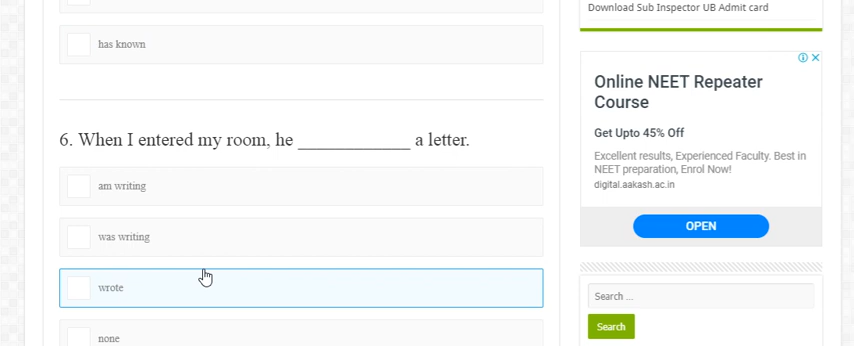 Download Sub Inspector UB Admit card
has known
Online NEET Repeater
Course
Get Upto 45% Off
Excellent results, Experienced Faculty. Best in
NEET preparation, Enrol Now!
digital.aakash.ac.in
OPEN
6. When I entered my room, he ____________ a letter.
am writing
was writing
wrote
none
Search ...
Search